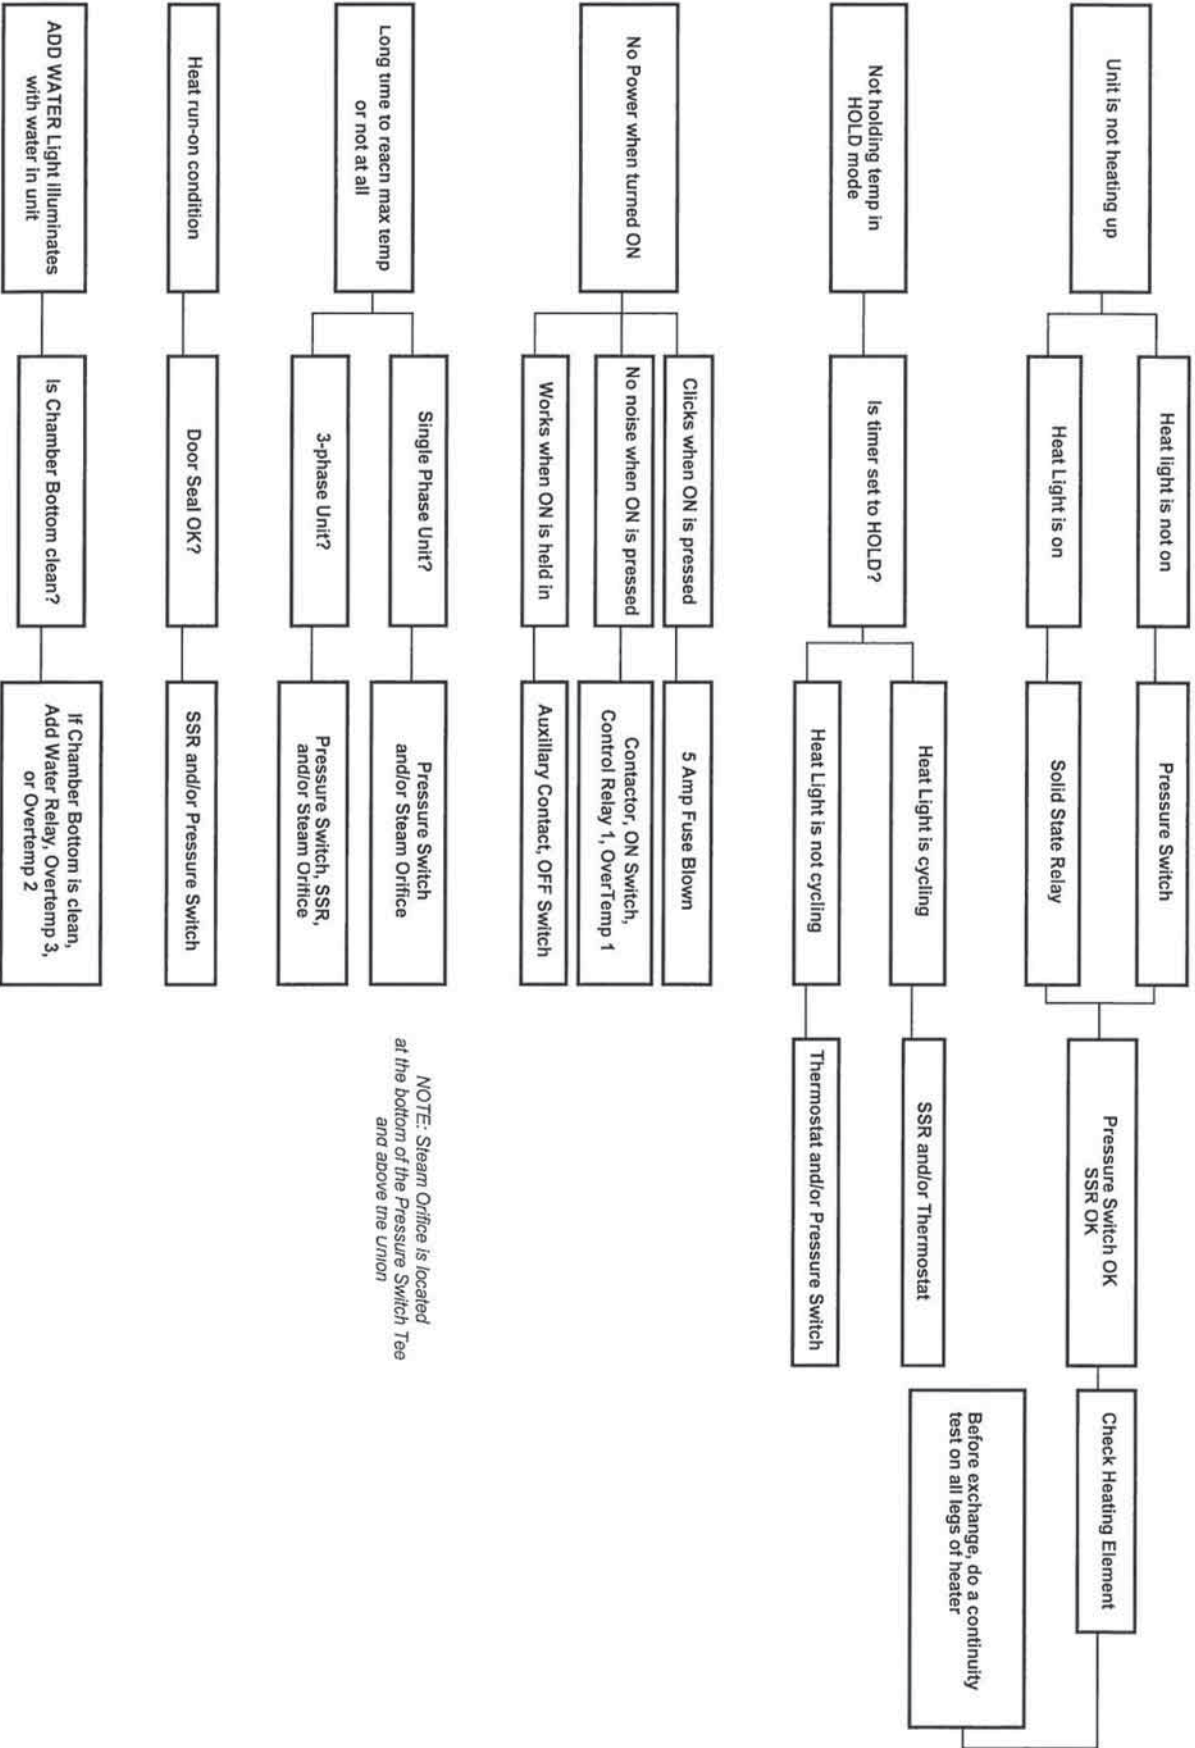 Unit is not heating up
Heat light is not on
Pressure Switch
Heat Light is on
Solid State Relay
Pressure Switch OK
SSR OK
Check Heating Element
Before exchange, do a continuity
test on all legs of heater
Not holding temp in
HOLD mode
Is timer set to HOLD?
Heat Light is cycling
SSR and/or Thermostat
Heat Light is not cycling
Thermostat and/or Pressure Switch
No Power when turned ON
Clicks when ON is pressed
5 Amp Fuse Blown
No noise when ON is pressed
Contactor, ON Switch,
Control Relay 1, OverTemp 1
Works when ON is held in
Auxillary Contact, OFF Switch
Long time to reach max temp
or not at all
Single Phase Unit?
Pressure Switch
and/or Steam Orifice
3-phase Unit?
Pressure Switch, SSR,
and/or Steam Orifice
NOTE: Steam Orifice is located
at the bottom of the Pressure Switch Tee
and above the Union
Heat run-on condition
Door Seal OK?
SSR and/or Pressure Switch
ADD WATER Light illuminates
with water in unit
Is Chamber Bottom clean?
If Chamber Bottom is clean,
Add Water Relay, Overtemp 3,
or Overtemp 2